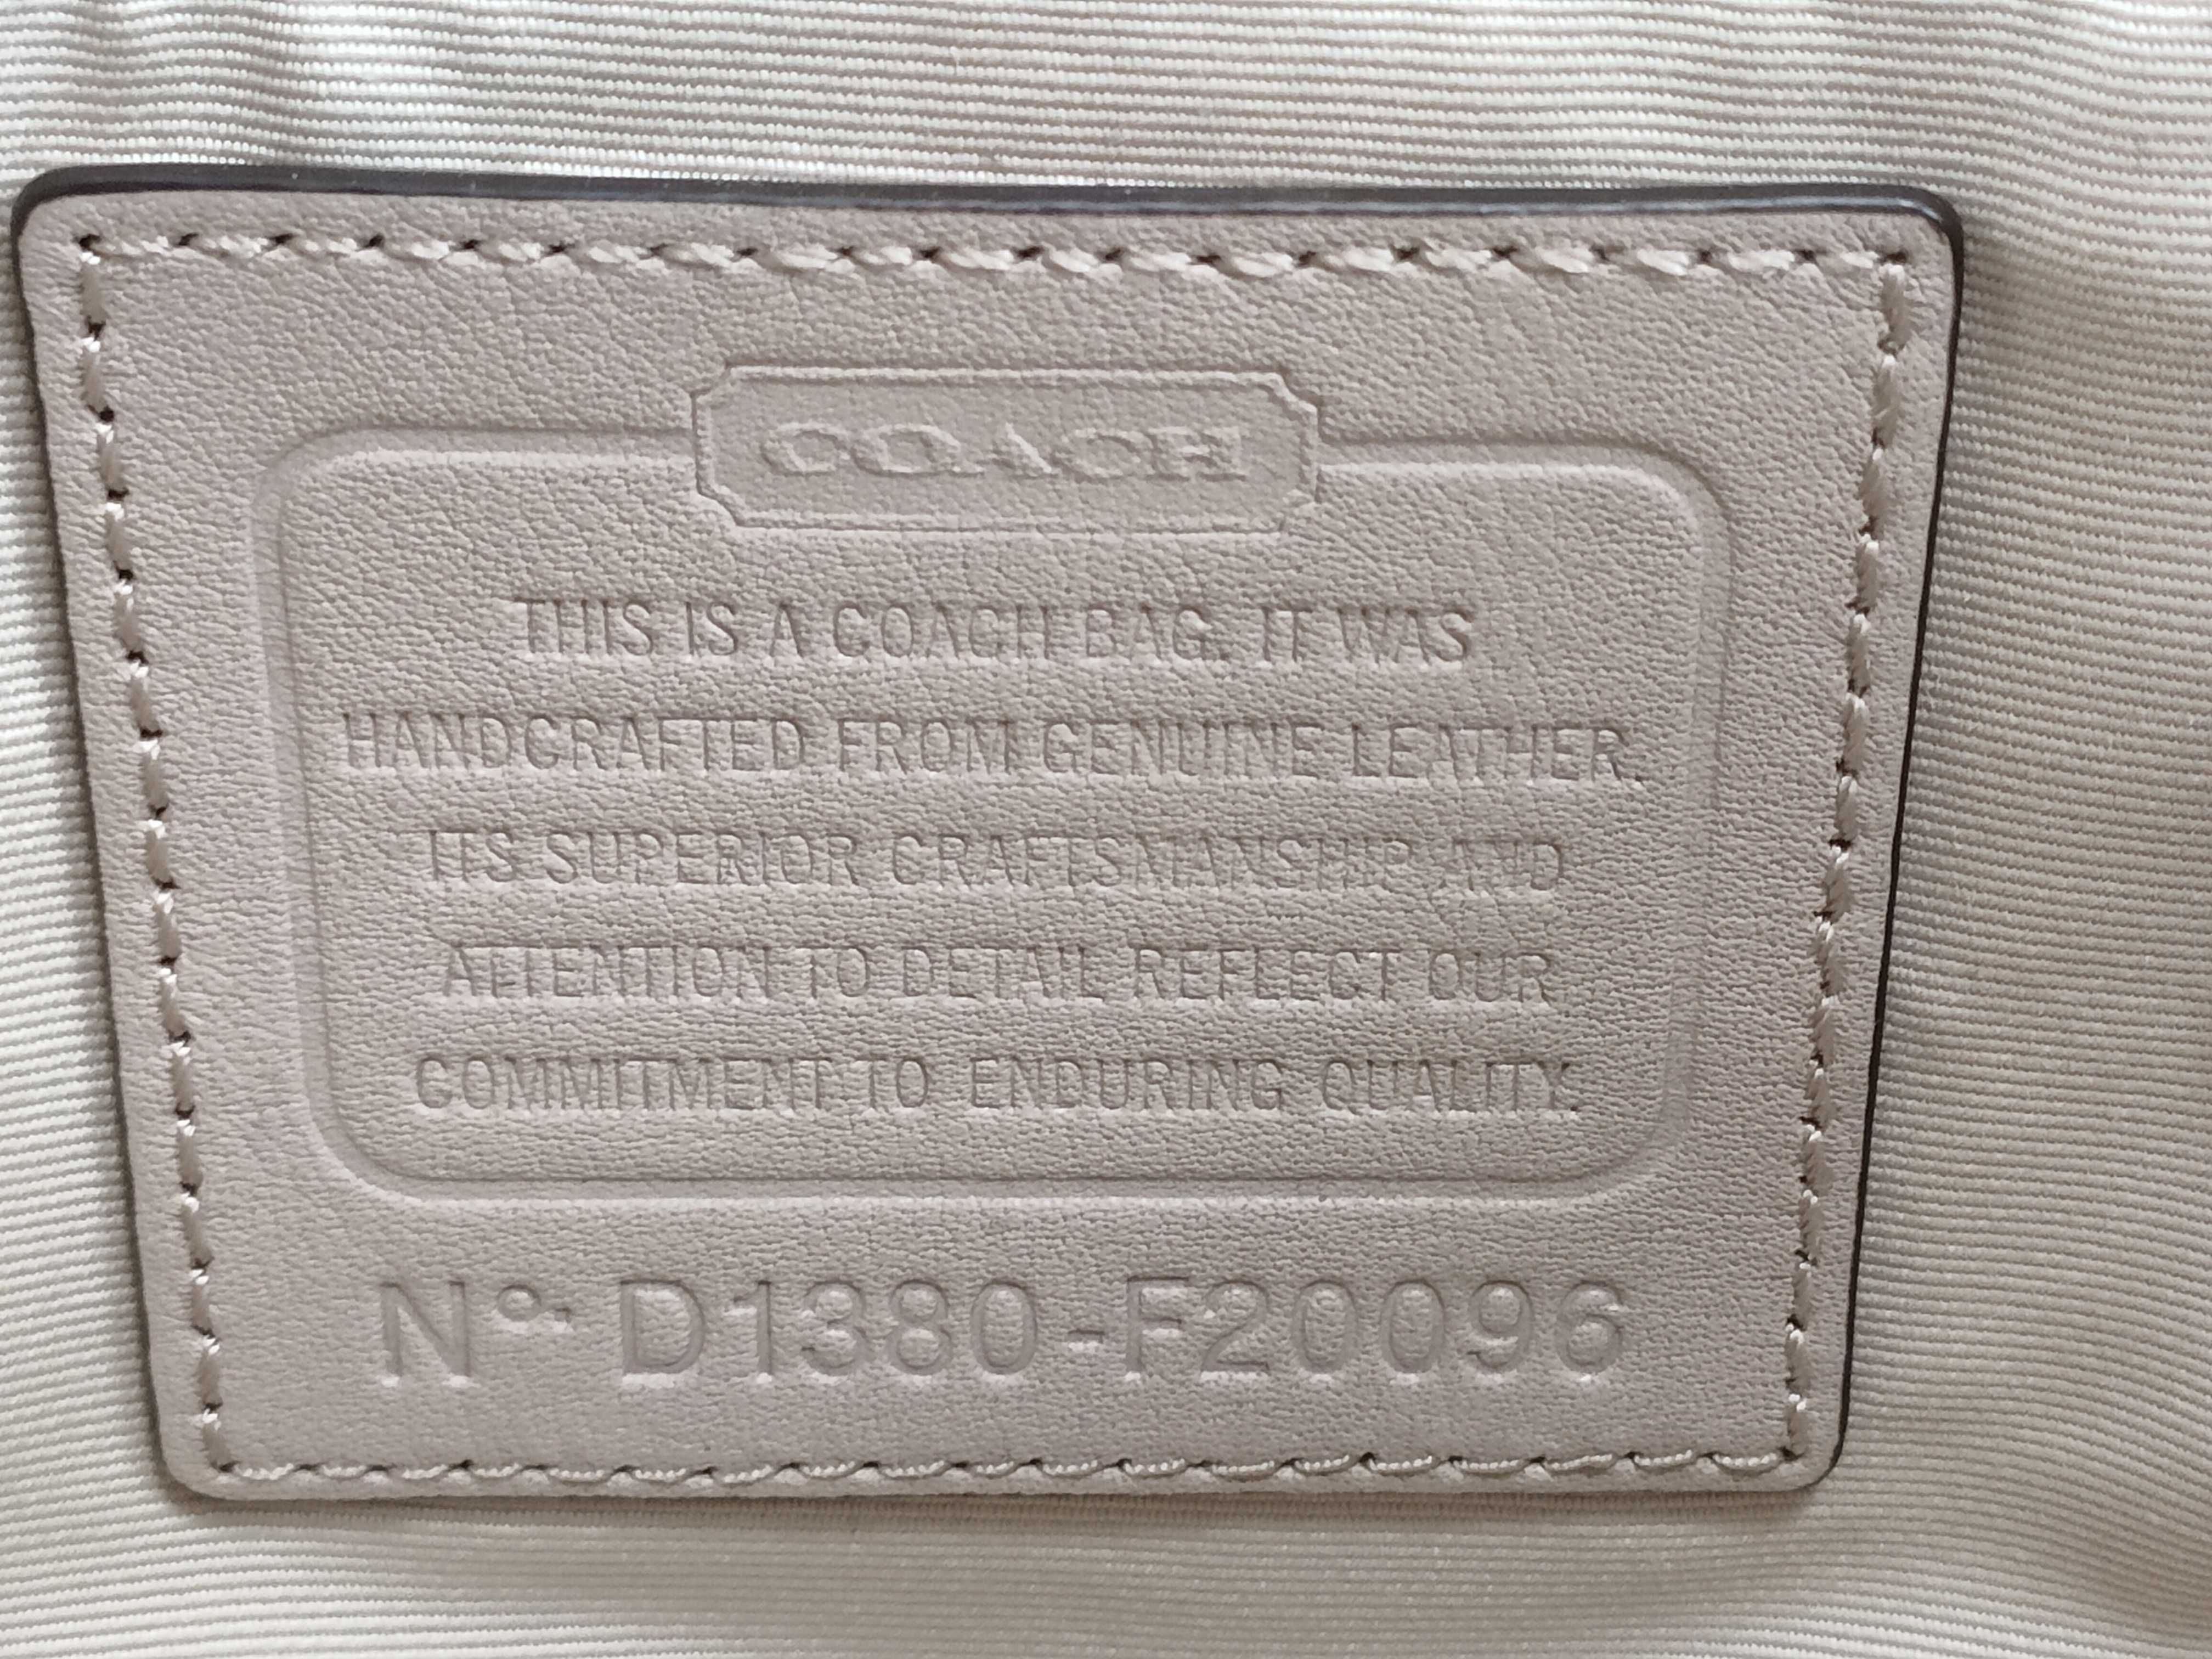 COACH
THIS IS A COACH BAG. IT WAS
HANDCRAFTED FROM GENUINE LEATHER.
ITS SUPERIOR CRAFTSMANSHIP AND
ATTENTION TO DETAIL REFLECT OUR
COMMITMENT TO ENDURING QUALITY.
Nº. D1380-F20096